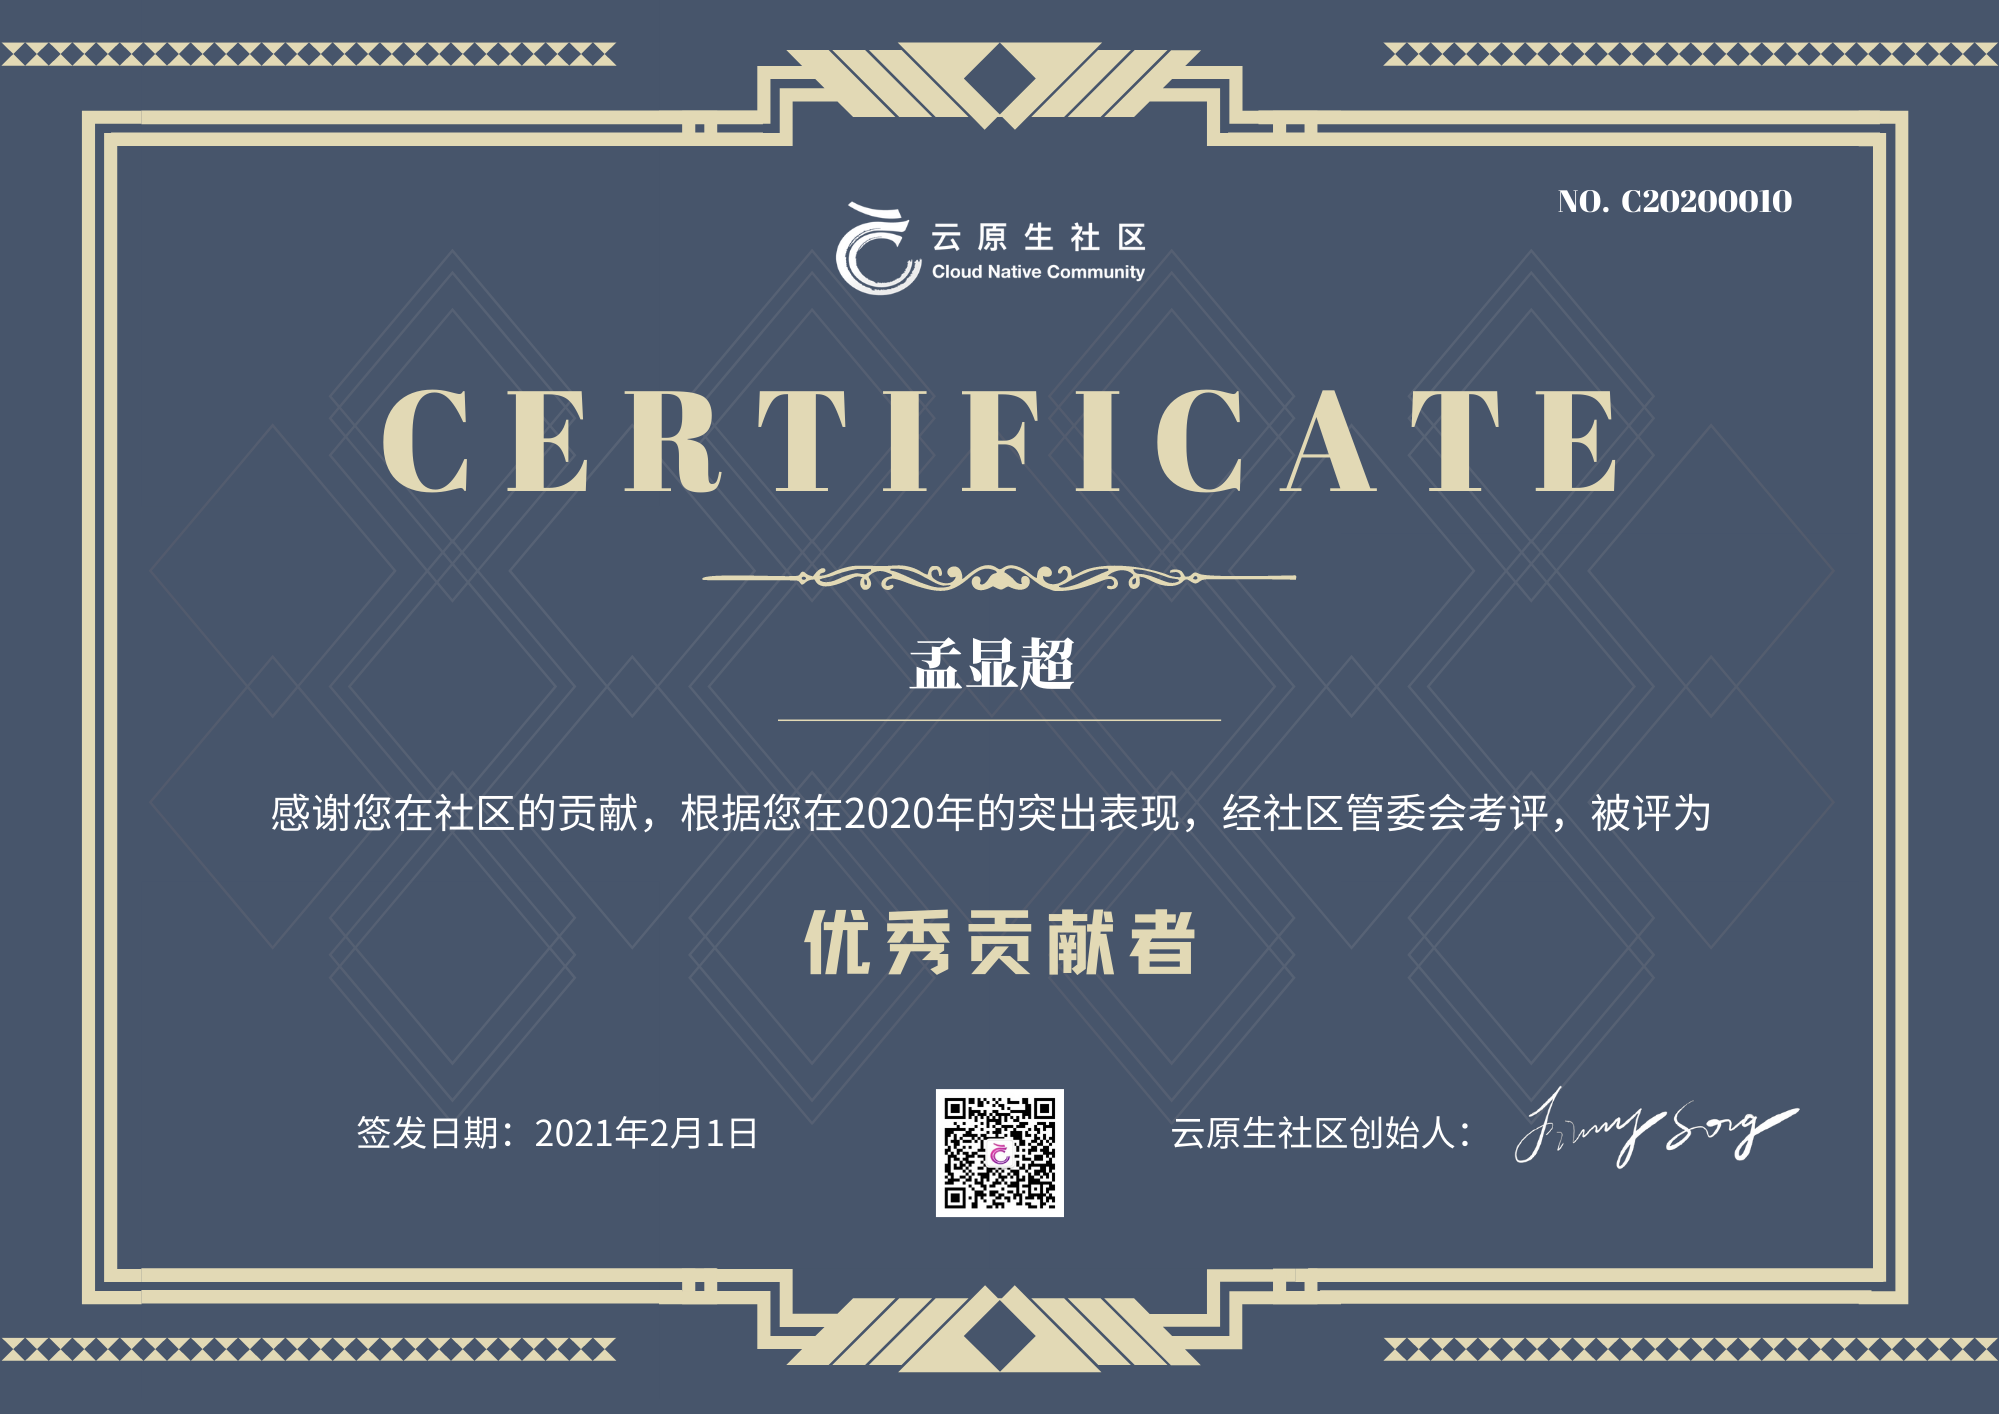 NO. C20200010
云原生社区
Cloud Native Community
CERTIFICATE
孟显超
感谢您在社区的贡献，根据您在2020年的突出表现，经社区管委会考评，被评为
优秀贡献者
签发日期：2021年2月1日
云原生社区创始人：Jimmy Song